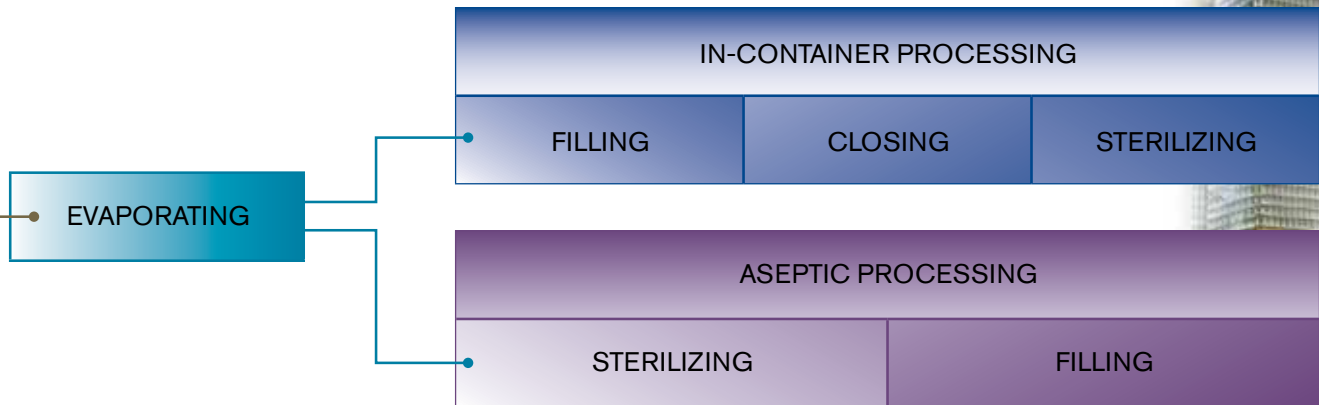 IN-CONTAINER PROCESSING
FILLING
CLOSING
STERILIZING
EVAPORATING
ASEPTIC PROCESSING
STERILIZING
FILLING